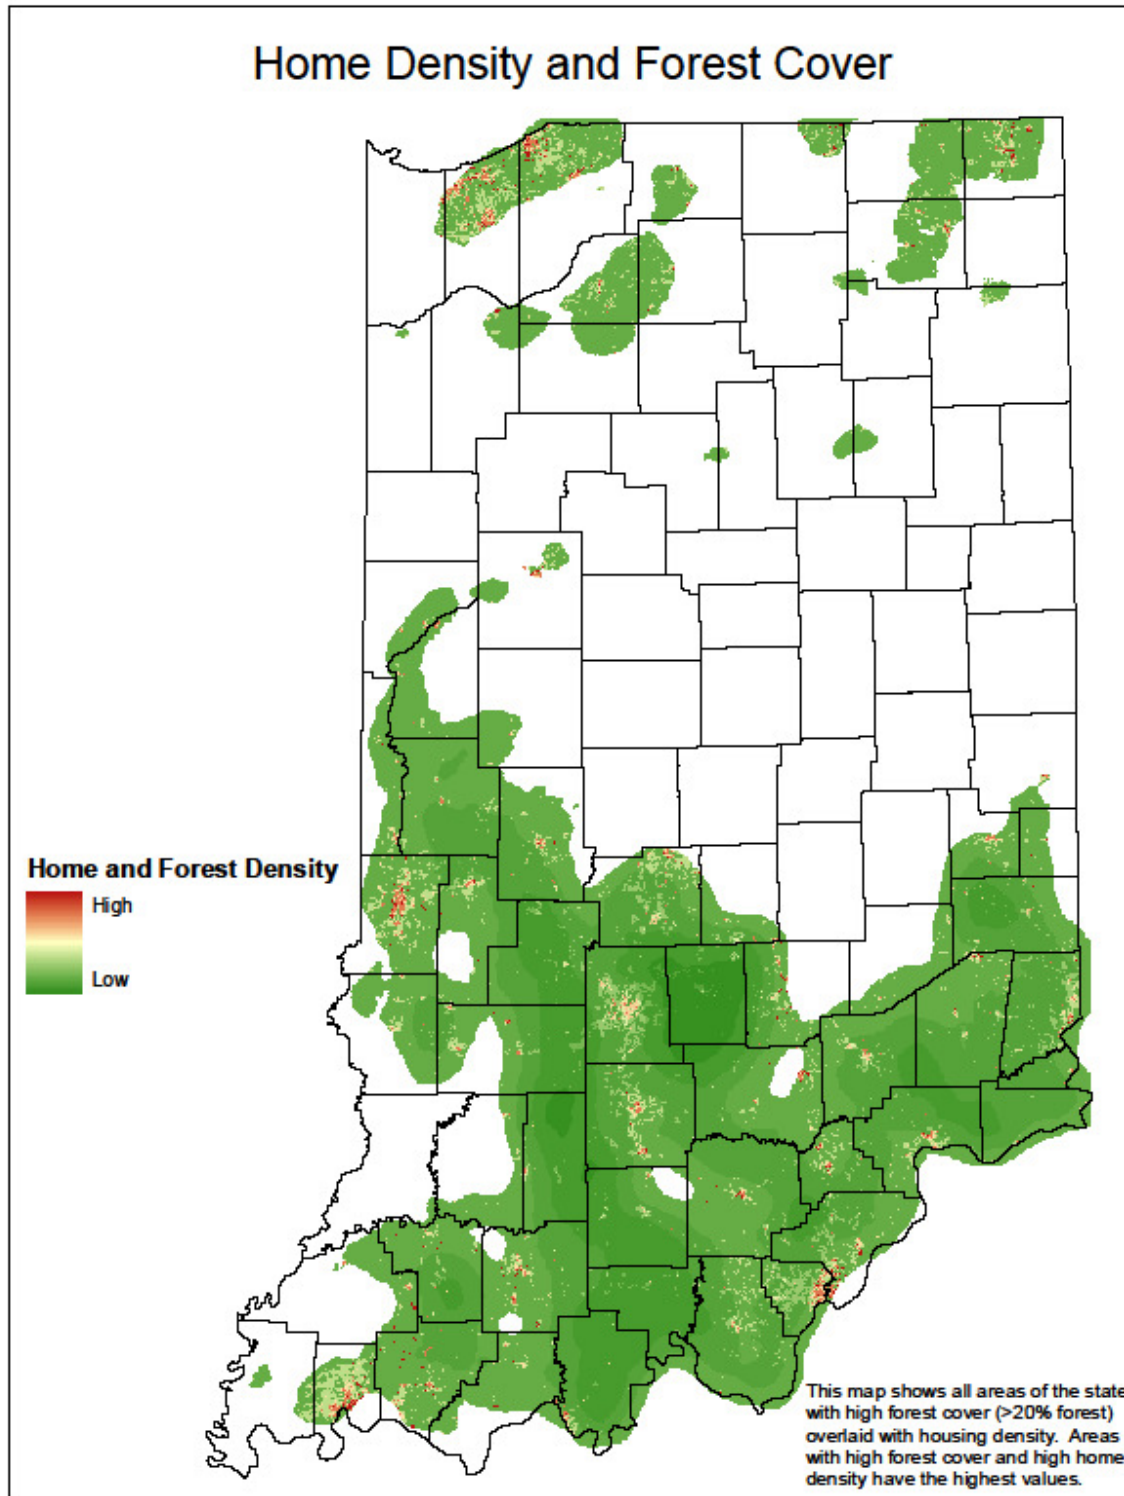 Home Density and Forest Cover
Home and Forest Density
High
Low
This map shows all areas of the state
with high forest cover (>20% forest)
overlaid with housing density. Areas
with high forest cover and high home
density have the highest values.